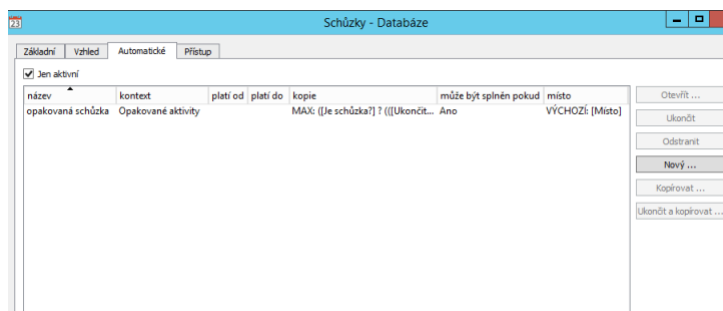 23 Schůzky - Databáze
Základní Vzhled Automatické Přístup
Jen aktivní
název kontext platí od platí do kopie může být splněn pokud místo
opakovaná schůzka Opakované aktivity MAX: ([Je schůzka?] ? (([Ukončit... Ano VÝCHOZÍ: [Místo]
Otevřít ...
Ukončit
Odstranit
Nový ...
Kopírovat ...
Ukončit a kopírovat ...